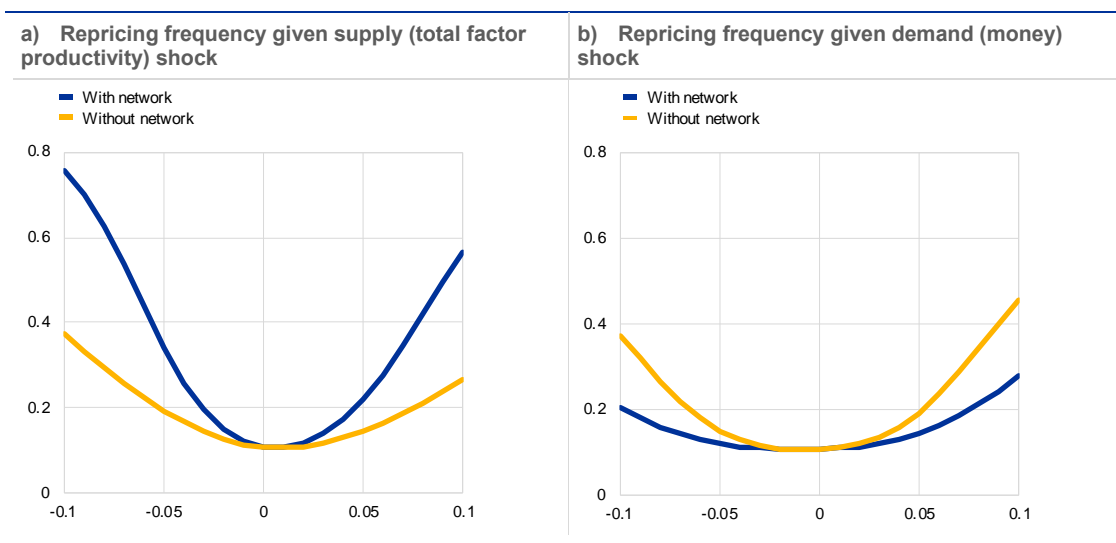 a) Repricing frequency given supply (total factor
productivity) shock
With network
Without network
0.8
0.6
0.4
0.2
0
-0.1 -0.05 0 0.05 0.1
b) Repricing frequency given demand (money)
shock
With network
Without network
0.8
0.6
0.4
0.2
0
-0.1 -0.05 0 0.05 0.1